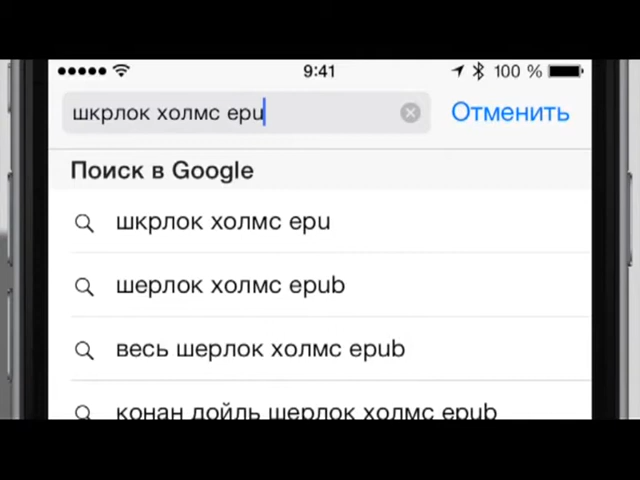 9:41 100 %
шкрлок холмс epu Отменить
Поиск в Google
шкрлок холмс epu
шерлок холмс epub
весь шерлок холмс epub
конан дойль шерлок холмс epub